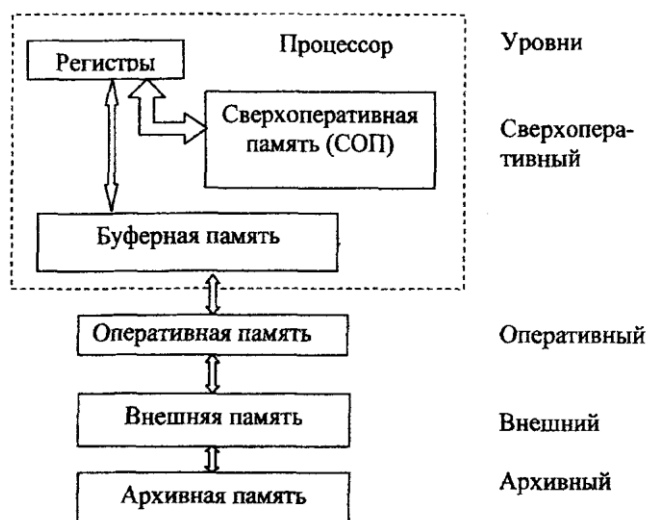 Процессор
Уровни
Регистры
Сверхоперативная
память (СОП)
Сверхопера-
тивный
Буферная память
Оперативная память
Оперативный
Внешняя память
Внешний
Архивная память
Архивный